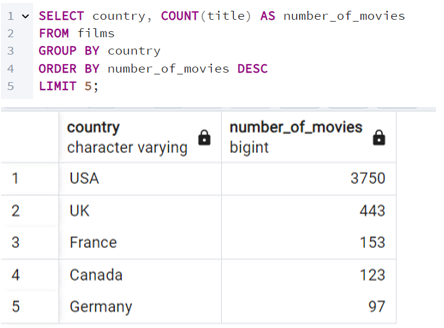 1 SELECT country, COUNT(title) AS number_of_movies
2 FROM films
3 GROUP BY country
4 ORDER BY number_of_movies DESC
5 LIMIT 5;
country number_of_movies
character varying bigint
1 USA 3750
2 UK 443
3 France 153
4 Canada 123
5 Germany 97